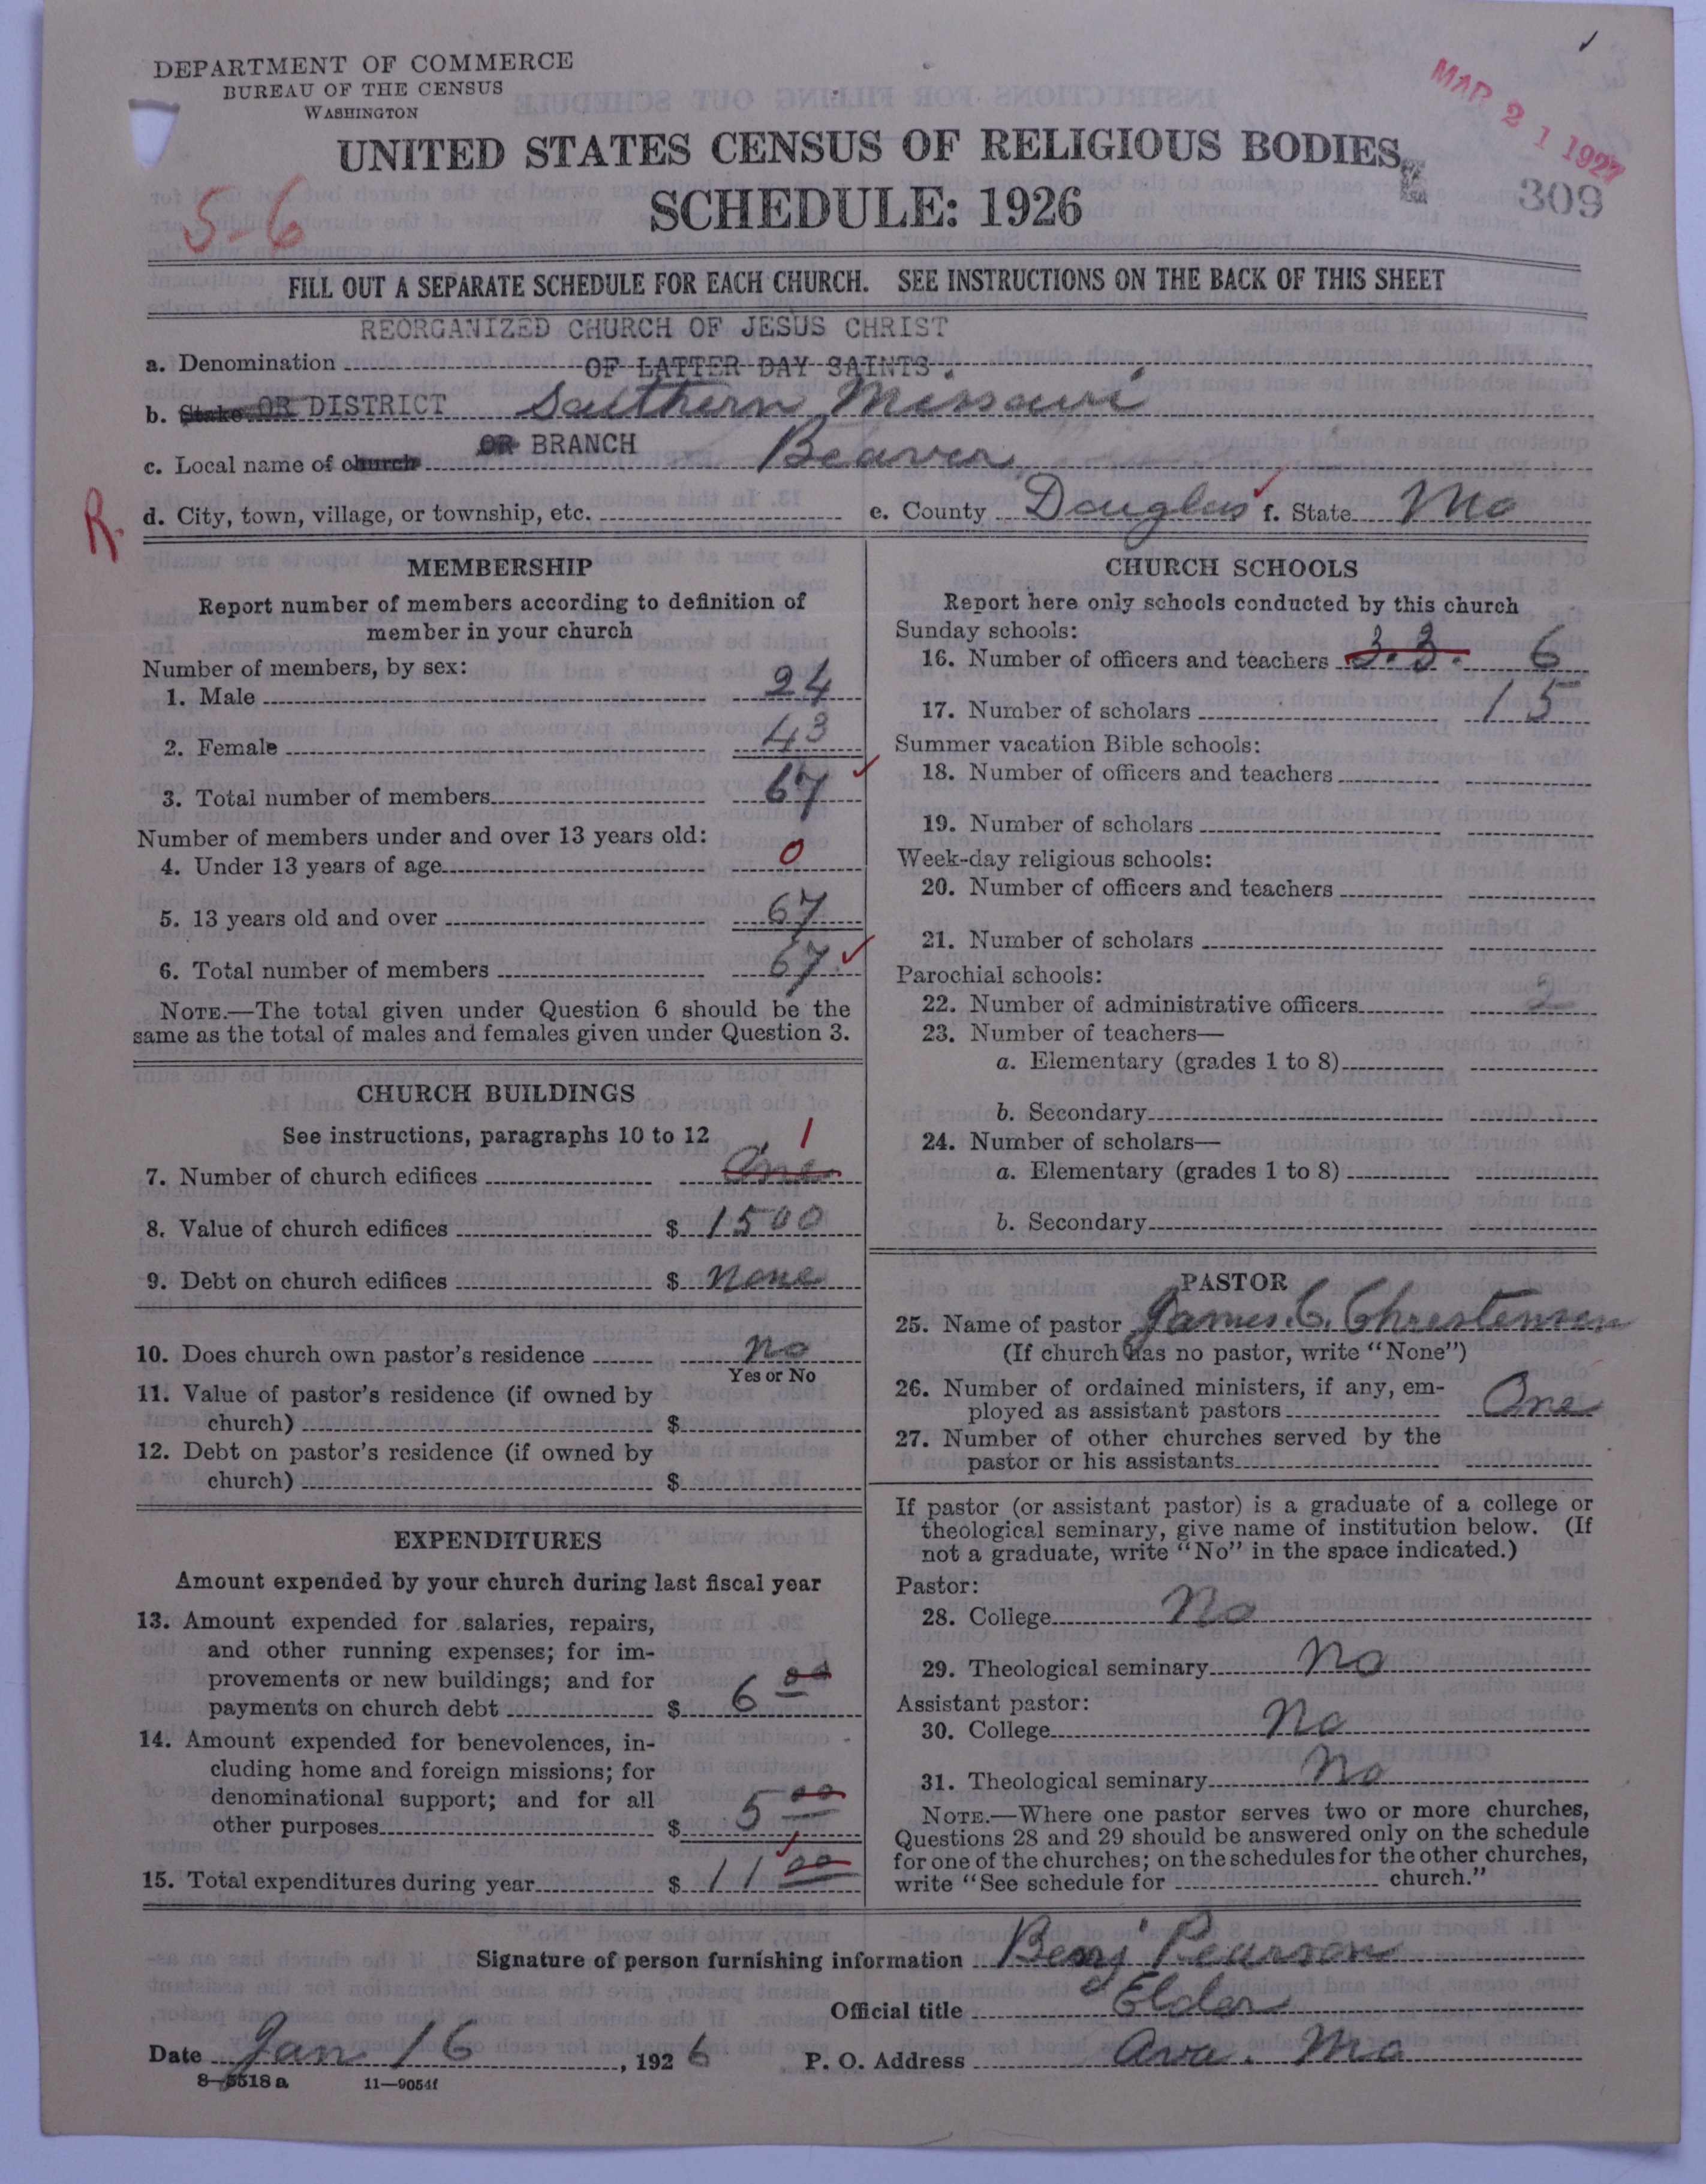 DEPARTMENT OF COMMERCE
BUREAU OF THE CENSUS
WASHINGTON
MAR 21 1927
309
UNITED STATES CENSUS OF RELIGIOUS BODIES
SCHEDULE: 1926
5-6
FILL OUT A SEPARATE SCHEDULE FOR EACH CHURCH. SEE INSTRUCTIONS ON THE BACK OF THIS SHEET
REORGANIZED CHURCH OF JESUS CHRIST
a. Denomination OF LATTER DAY SAINTS.
b. Stake OR DISTRICT Southern Missouri
OR BRANCH
c. Local name of church Beaver
R. d. City, town, village, or township, etc. e. County Douglas f. State Mo
MEMBERSHIP
Report number of members according to definition of
member in your church
Number of members, by sex:
1. Male 24
2. Female 43
3. Total number of members 67
Number of members under and over 13 years old:
4. Under 13 years of age 0
5. 13 years old and over 67
6. Total number of members 67
NOTE.—The total given under Question 6 should be the
same as the total of males and females given under Question 3.
CHURCH BUILDINGS
See instructions, paragraphs 10 to 12 1
7. Number of church edifices One
8. Value of church edifices $ 1500
9. Debt on church edifices $ none
10. Does church own pastor's residence no
Yes or No
11. Value of pastor's residence (if owned by
church) $
12. Debt on pastor's residence (if owned by
church) $
EXPENDITURES
Amount expended by your church during last fiscal year
13. Amount expended for salaries, repairs,
and other running expenses; for im-
provements or new buildings; and for
payments on church debt $ 6 00
14. Amount expended for benevolences, in-
cluding home and foreign missions; for
denominational support; and for all
other purposes $ 5 00
15. Total expenditures during year $ 11 00
CHURCH SCHOOLS
Report here only schools conducted by this church
Sunday schools:
16. Number of officers and teachers 3.3. 6
17. Number of scholars 15
Summer vacation Bible schools:
18. Number of officers and teachers
19. Number of scholars
Week-day religious schools:
20. Number of officers and teachers
21. Number of scholars
Parochial schools:
22. Number of administrative officers 2
23. Number of teachers—
a. Elementary (grades 1 to 8)
b. Secondary
24. Number of scholars—
a. Elementary (grades 1 to 8)
b. Secondary
PASTOR
25. Name of pastor James. C. Chrestensen
(If church has no pastor, write "None")
26. Number of ordained ministers, if any, em-
ployed as assistant pastors One
27. Number of other churches served by the
pastor or his assistants
If pastor (or assistant pastor) is a graduate of a college or
theological seminary, give name of institution below. (If
not a graduate, write "No" in the space indicated.)
Pastor:
28. College No
29. Theological seminary No
Assistant pastor:
30. College No
31. Theological seminary No
NOTE.—Where one pastor serves two or more churches,
Questions 28 and 29 should be answered only on the schedule
for one of the churches; on the schedules for the other churches,
write "See schedule for church."
Signature of person furnishing information Benj Pearson
Official title Elder
Date Jan 16, 1926 P. O. Address Ava. Mo
8-5518a 11-9054f